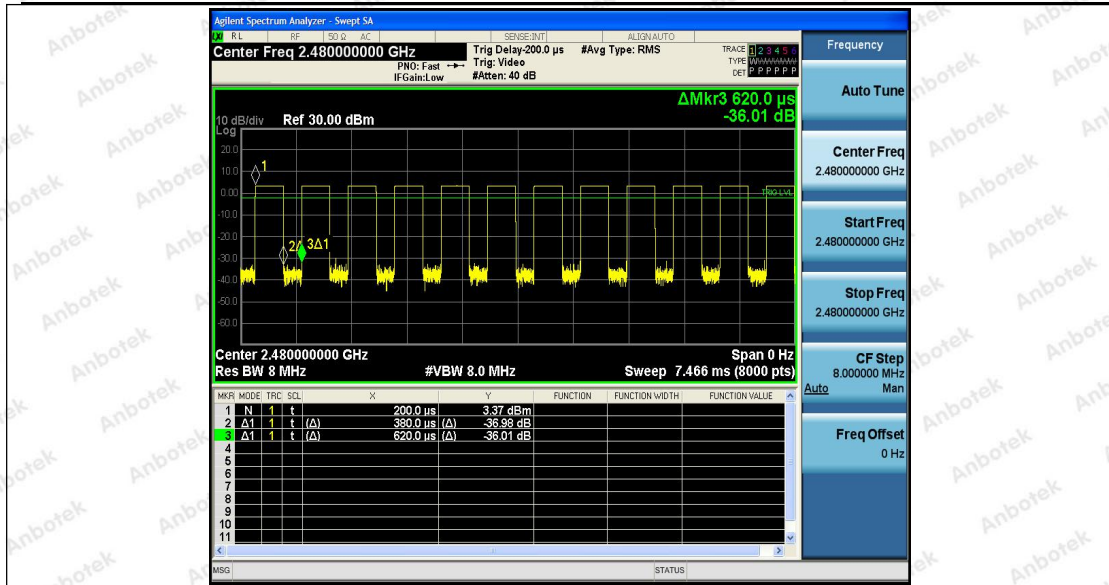 Agilent Spectrum Analyzer - Swept SA
RL RF 50 Ω AC SENSE:INT ALIGNAUTO
Center Freq 2.480000000 GHz
PNO: Fast
IFGain:Low
Trig Delay-200.0 µs
Trig: Video
#Atten: 40 dB
#Avg Type: RMS
TRACE 1 2 3 4 5 6
TYPE
DET P P P P P P
ΔMkr3 620.0 µs
-36.01 dB
10 dB/div Ref 30.00 dBm
Log
20.0
10.0
0.00
-10.0
-20.0
-30.0
-40.0
-50.0
-60.0
1
3Δ1
TRIG LVL
Center 2.480000000 GHz Span 0 Hz
Res BW 8 MHz #VBW 8.0 MHz Sweep 7.466 ms (8000 pts)
MKR MODE TRC SCL X Y FUNCTION FUNCTION WIDTH FUNCTION VALUE
1 N 1 t 200.0 µs 3.37 dBm
2 Δ1 1 t (Δ) 380.0 µs (Δ) -36.98 dB
3 Δ1 1 t (Δ) 620.0 µs (Δ) -36.01 dB
4
5
6
7
8
9
10
11
MSG STATUS
Frequency
Auto Tune
Center Freq
2.480000000 GHz
Start Freq
2.480000000 GHz
Stop Freq
2.480000000 GHz
CF Step
8.000000 MHz
Auto Man
Freq Offset
0 Hz
Anbotek